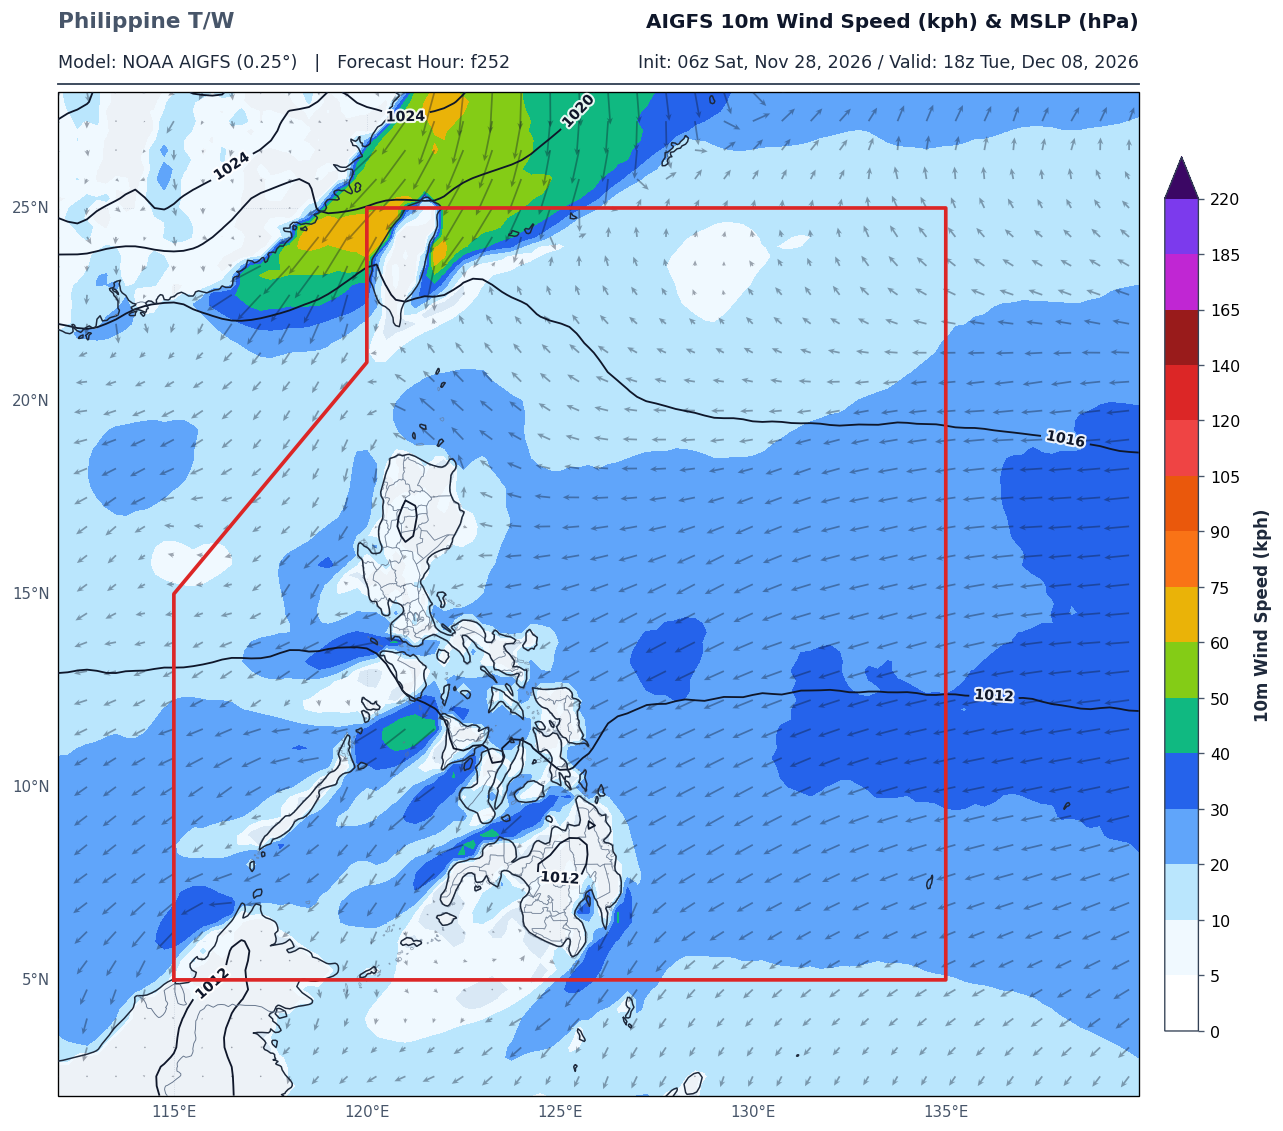 Philippine T/W
AIGFS 10m Wind Speed (kph) & MSLP (hPa)
Model: NOAA AIGFS (0.25°) | Forecast Hour: f252
Init: 06z Sat, Nov 28, 2026 / Valid: 18z Tue, Dec 08, 2026
1024
1020
1024
1016
1012
1012
1012
25°N
20°N
15°N
10°N
5°N
115°E
120°E
125°E
130°E
135°E
220
185
165
140
120
105
90
75
60
50
40
30
20
10
5
0
10m Wind Speed (kph)